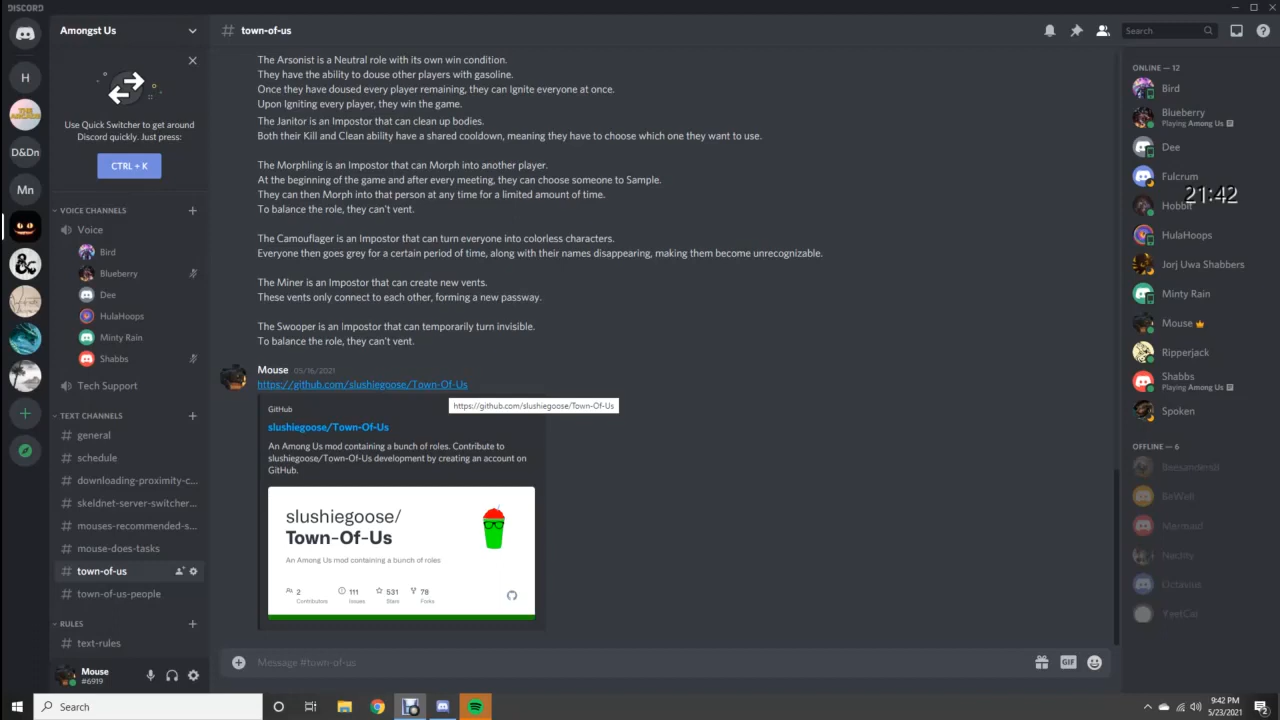 DISCORD
Amongst Us
# town-of-us
Search
H
D&Dn
Mn
Use Quick Switcher to get around
Discord quickly. Just press:
CTRL + K
VOICE CHANNELS
Voice
Bird
Blueberry
Dee
HulaHoops
Minty Rain
Shabbs
Tech Support
TEXT CHANNELS
# general
# schedule
# downloading-proximity-c...
# skeldnet-server-switcher...
# mouses-recommended-s...
# mouse-does-tasks
# town-of-us
# town-of-us-people
RULES
# text-rules
Mouse
#6919
The Arsonist is a Neutral role with its own win condition.
They have the ability to douse other players with gasoline.
Once they have doused every player remaining, they can Ignite everyone at once.
Upon Igniting every player, they win the game.
The Janitor is an Impostor that can clean up bodies.
Both their Kill and Clean ability have a shared cooldown, meaning they have to choose which one they want to use.
The Morphling is an Impostor that can Morph into another player.
At the beginning of the game and after every meeting, they can choose someone to Sample.
They can then Morph into that person at any time for a limited amount of time.
To balance the role, they can't vent.
The Camouflager is an Impostor that can turn everyone into colorless characters.
Everyone then goes grey for a certain period of time, along with their names disappearing, making them become unrecognizable.
The Miner is an Impostor that can create new vents.
These vents only connect to each other, forming a new passway.
The Swooper is an Impostor that can temporarily turn invisible.
To balance the role, they can't vent.
Mouse 05/16/2021
https://github.com/slushiegoose/Town-Of-Us
https://github.com/slushiegoose/Town-Of-Us
GitHub
slushiegoose/Town-Of-Us
An Among Us mod containing a bunch of roles. Contribute to
slushiegoose/Town-Of-Us development by creating an account on
GitHub.
slushiegoose/
Town-Of-Us
An Among Us mod containing a bunch of roles
2 111 531 78
Contributors Issues Stars Forks
Message #town-of-us
GIF
ONLINE — 12
Bird
Blueberry
Playing Among Us
Dee
Fulcrum
21:42
Hobbit
HulaHoops
Jorj Uwa Shabbers
Minty Rain
Mouse
Ripperjack
Shabbs
Playing Among Us
Spoken
OFFLINE — 6
BeWell
Mermaid
Octavius
YeetCat
Search
9:42 PM
5/23/2021
2